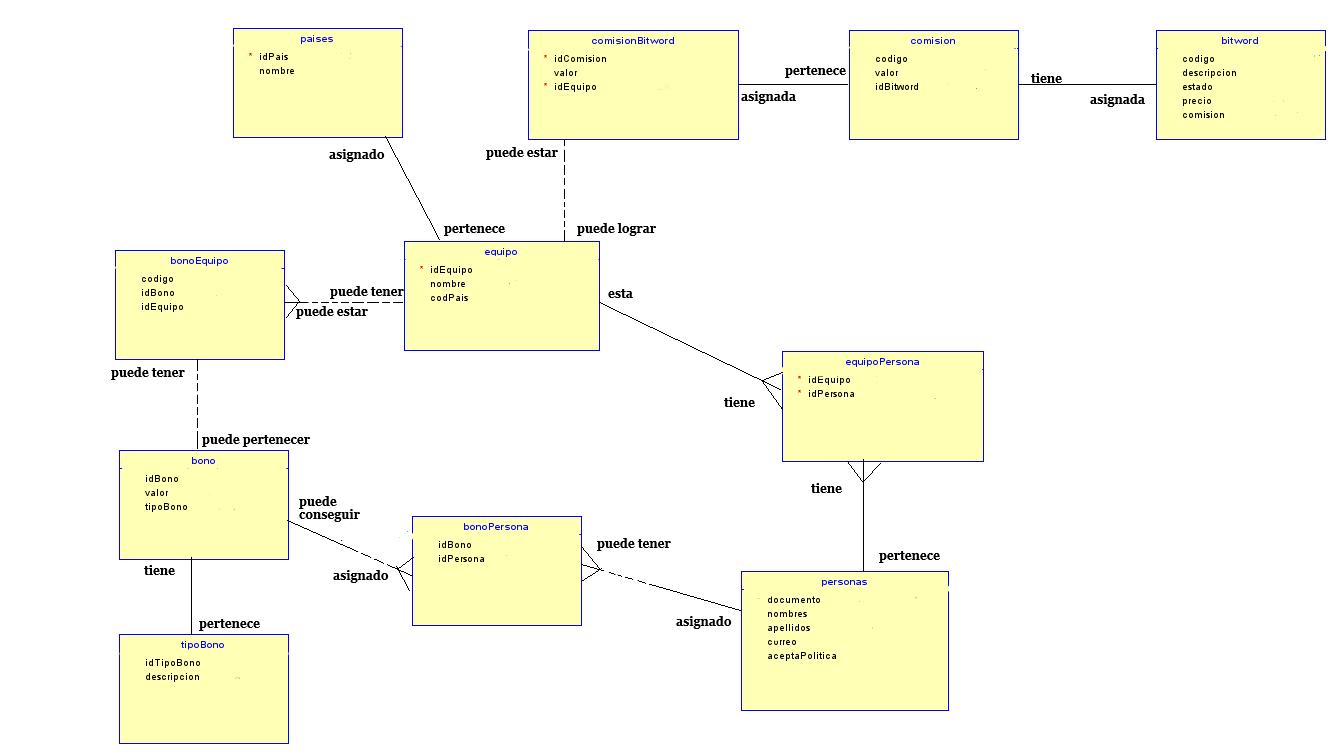 paises
* idPais
nombre
comisionBitword
* idComision
valor
* idEquipo
comision
codigo
valor
idBitword
bitword
codigo
descripcion
estado
precio
comision
pertenece
asignada
tiene
asignada
asignado
pertenece
puede estar
puede lograr
bonoEquipo
codigo
idBono
idEquipo
puede tener
puede estar
equipo
* idEquipo
nombre
codPais
esta
tiene
equipoPersona
* idEquipo
* idPersona
puede tener
puede pertenecer
bono
idBono
valor
tipoBono
puede
conseguir
asignado
bonoPersona
idBono
idPersona
puede tener
asignado
tiene
pertenece
personas
documento
nombres
apellidos
correo
aceptaPolitica
tiene
pertenece
tipoBono
idTipoBono
descripcion